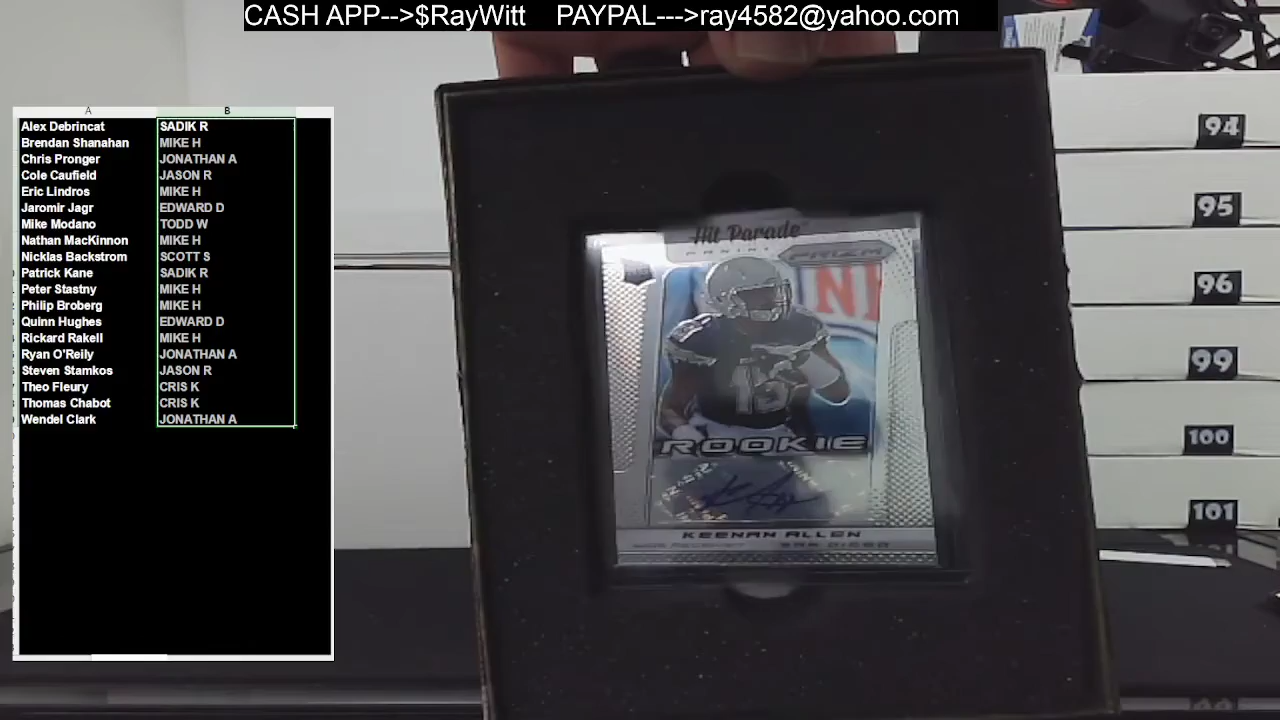 CASH APP-->$RayWitt PAYPAL--->ray4582@yahoo.com
A B
Alex Debrincat SADIK R
Brendan Shanahan MIKE H
Chris Pronger JONATHAN A
Cole Caufield JASON R
Eric Lindros MIKE H
Jaromir Jagr EDWARD D
Mike Modano TODD W
Nathan MacKinnon MIKE H
Nicklas Backstrom SCOTT S
Patrick Kane SADIK R
Peter Stastny MIKE H
Philip Broberg MIKE H
Quinn Hughes EDWARD D
Rickard Rakell MIKE H
Ryan O'Reily JONATHAN A
Steven Stamkos JASON R
Theo Fleury CRIS K
Thomas Chabot CRIS K
Wendel Clark JONATHAN A
Hit Parade
PANINI PRIZM
13
ROOKIE
KEENAN ALLEN
SAN DIEGO
94
95
96
99
100
101